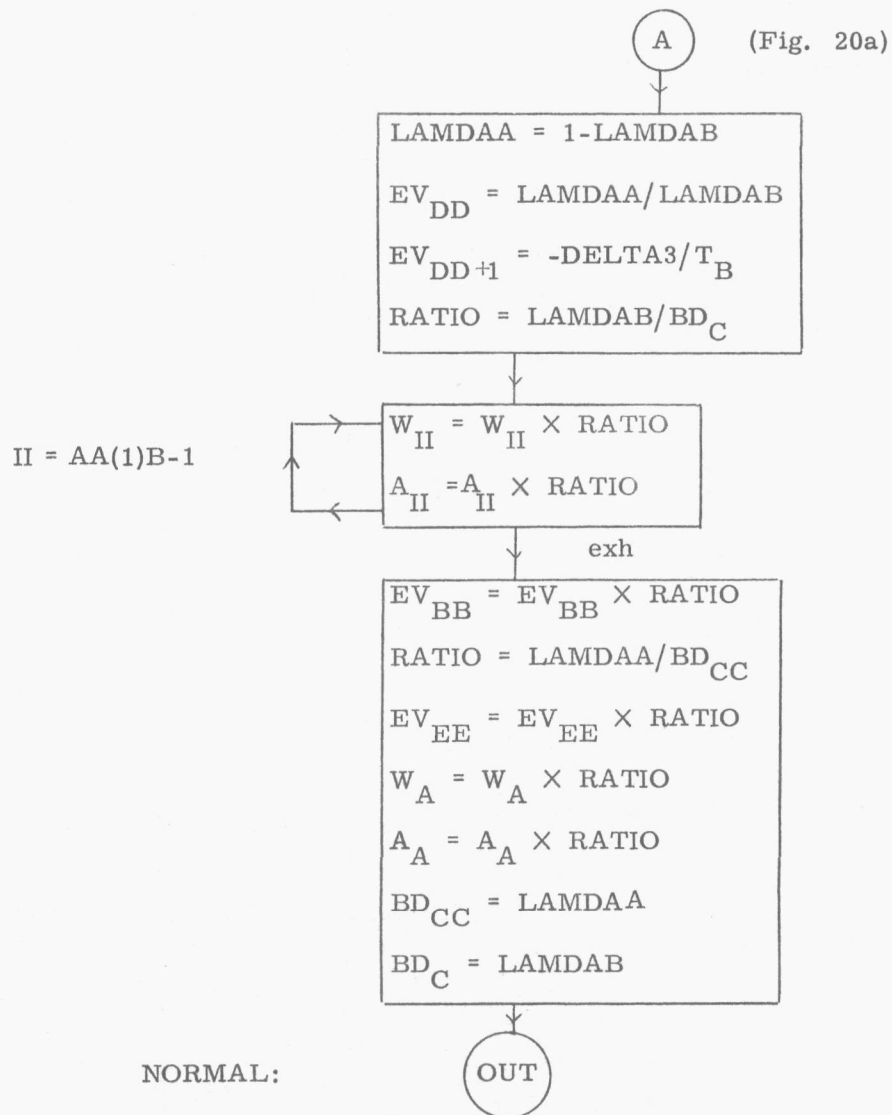 A (Fig. 20a)
LAMDAA = 1-LAMDAB
EV_DD = LAMDAA/LAMDAB
EV_DD+1 = -DELTA3/T_B
RATIO = LAMDAB/BD_C
II = AA(1)B-1
W_II = W_II × RATIO
A_II =A_II × RATIO
exh
EV_BB = EV_BB × RATIO
RATIO = LAMDAA/BD_CC
EV_EE = EV_EE × RATIO
W_A = W_A × RATIO
A_A = A_A × RATIO
BD_CC = LAMDAA
BD_C = LAMDAB
NORMAL: OUT